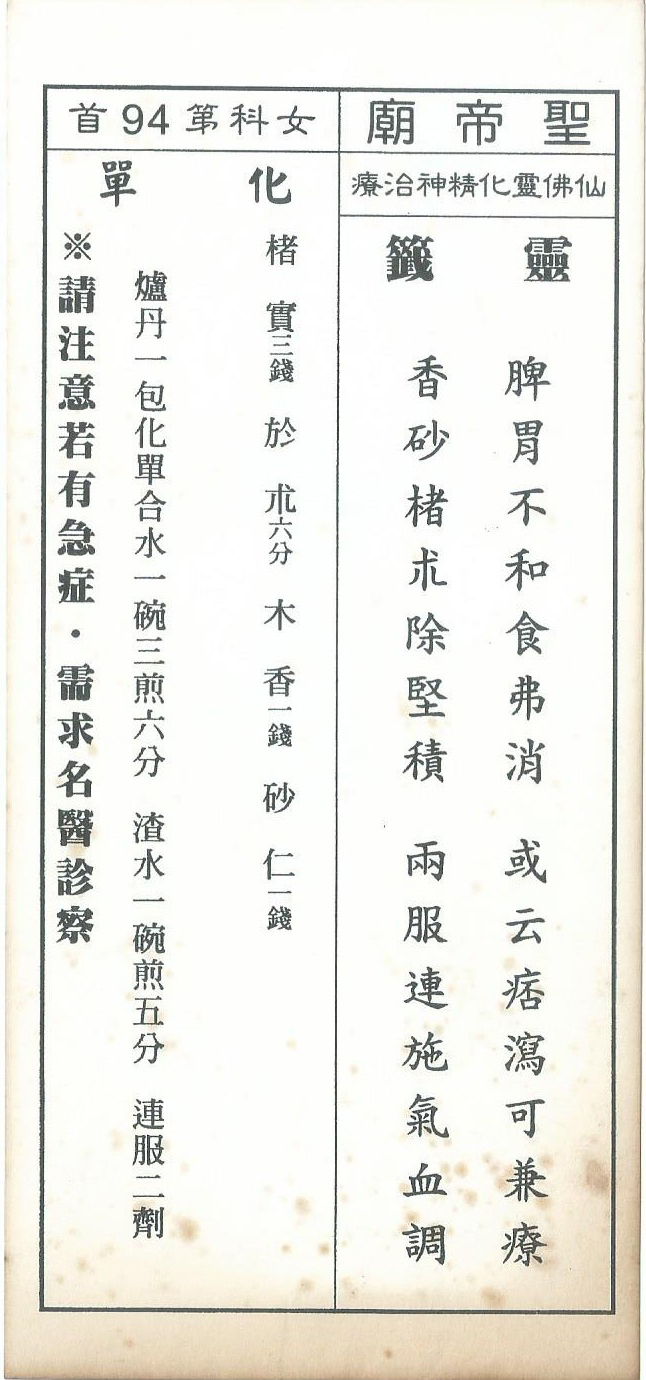 聖帝廟
仙佛靈化精神治療
靈籤
脾胃不和食弗消　或云痞瀉可兼療
香砂楮朮除堅積　兩服連施氣血調
女科第94首
化單
楮實三錢　於朮六分　木香一錢　砂仁一錢
爐丹一包化單合水一碗三煎六分　渣水一碗煎五分　連服二劑
※請注意若有急症・需求名醫診察